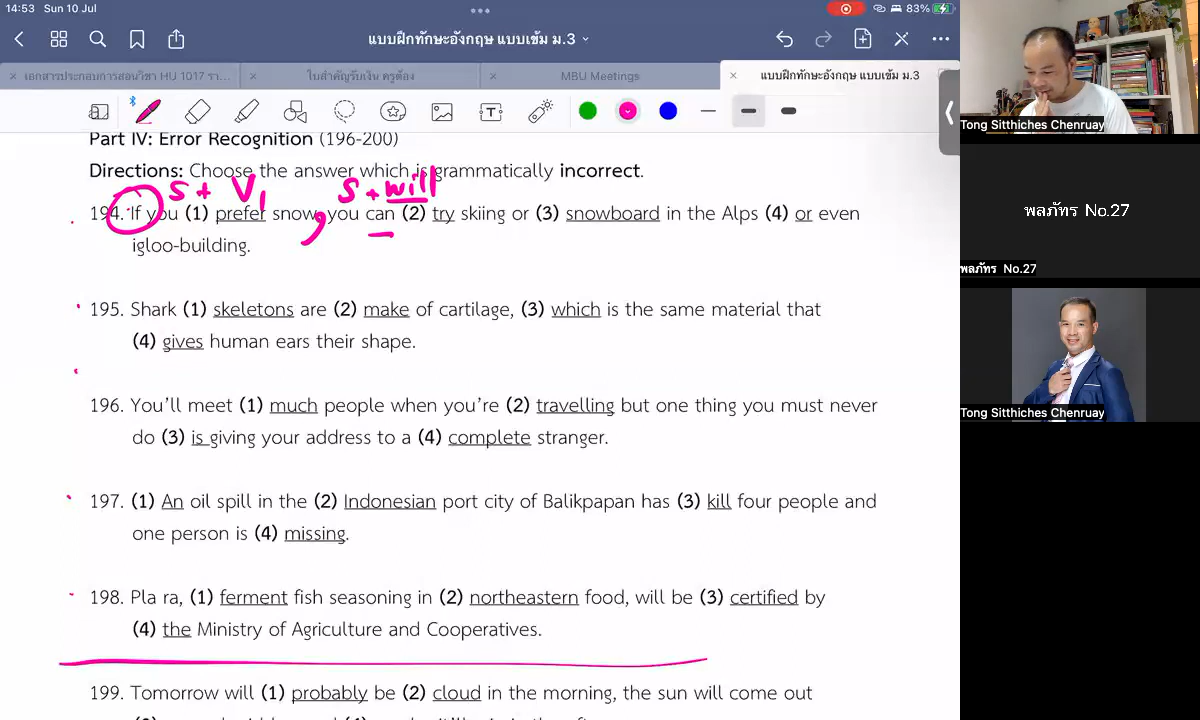 14:53 Sun 10 Jul
83%
แบบฝึกทักษะอังกฤษ แบบเข้ม ม.3
เอกสารประกอบการสอนวิชา HU 1017 รา...
ใบสำคัญรับเงิน ครูต้อง
MBU Meetings
แบบฝึกทักษะอังกฤษ แบบเข้ม ม.3
Part IV: Error Recognition (196-200)
Directions: Choose the answer which is grammatically incorrect.
S + V1 S + will
194. If you (1) prefer snow, you can (2) try skiing or (3) snowboard in the Alps (4) or even
igloo-building.
195. Shark (1) skeletons are (2) make of cartilage, (3) which is the same material that
(4) gives human ears their shape.
196. You'll meet (1) much people when you're (2) travelling but one thing you must never
do (3) is giving your address to a (4) complete stranger.
197. (1) An oil spill in the (2) Indonesian port city of Balikpapan has (3) kill four people and
one person is (4) missing.
198. Pla ra, (1) ferment fish seasoning in (2) northeastern food, will be (3) certified by
(4) the Ministry of Agriculture and Cooperatives.
199. Tomorrow will (1) probably be (2) cloud in the morning, the sun will come out
Tong Sitthiches Chenruay
พลภัทร No.27
พลภัทร No.27
Tong Sitthiches Chenruay